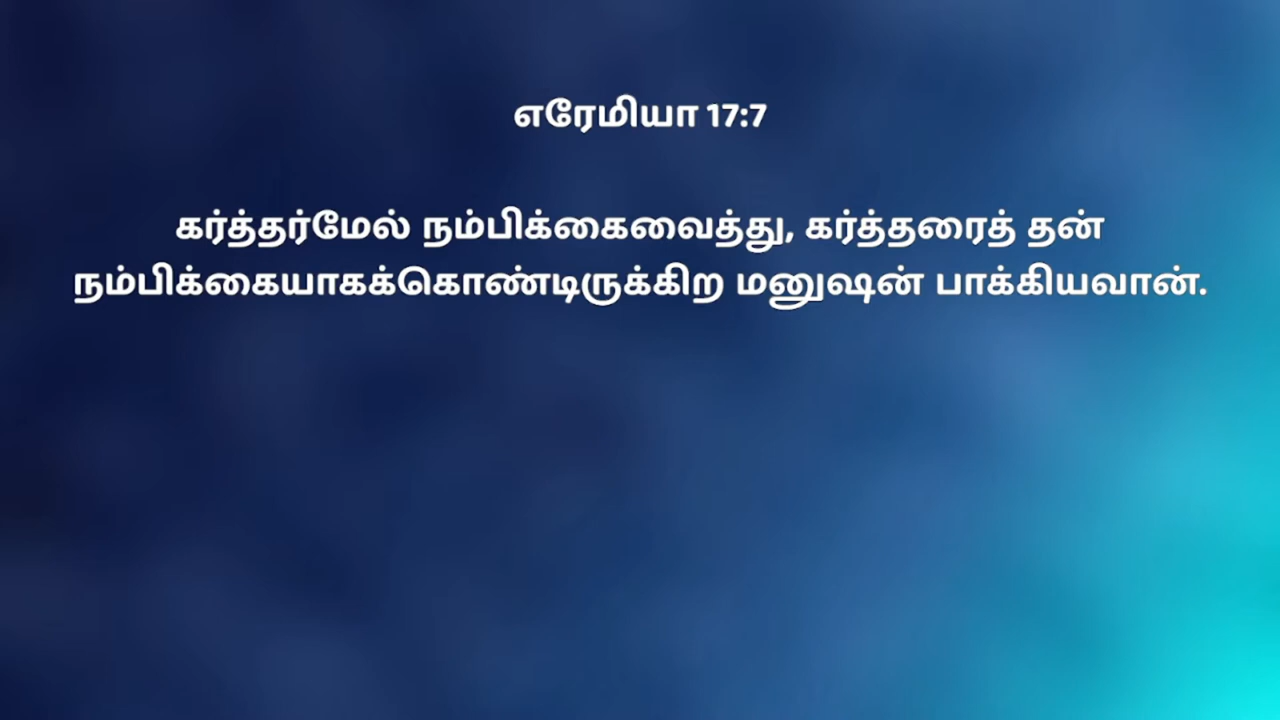 எரேமியா 17:7
கர்த்தர்மேல் நம்பிக்கைவைத்து, கர்த்தரைத் தன்
நம்பிக்கையாகக்கொண்டிருக்கிற மனுஷன் பாக்கியவான்.